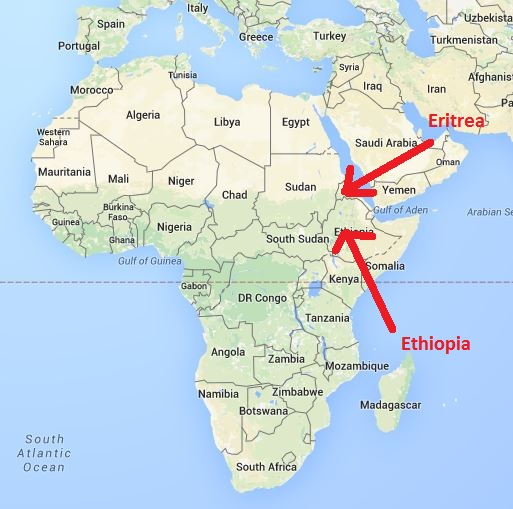 Spain
Italy
Portugal
Greece
Turkey
Uzbekista
Turkmenistan
Tunisia
Syria
Morocco
Iraq
Iran
Afghanist
Algeria
Libya
Egypt
Pa
Eritrea
Western
Sahara
Saudi Arabia
Oman
Mauritania
Mali
Niger
Chad
Sudan
Yemen
Burkina
Faso
Gulf of Aden
Arabian Se
Guinea
Ghana
Nigeria
South Sudan
Ethiopia
Gulf of Guinea
Somalia
Gabon
Kenya
DR Congo
Tanzania
Ethiopia
Angola
Zambia
Mozambique
Namibia
Zimbabwe
Botswana
Madagascar
South
Atlantic
Ocean
South Africa